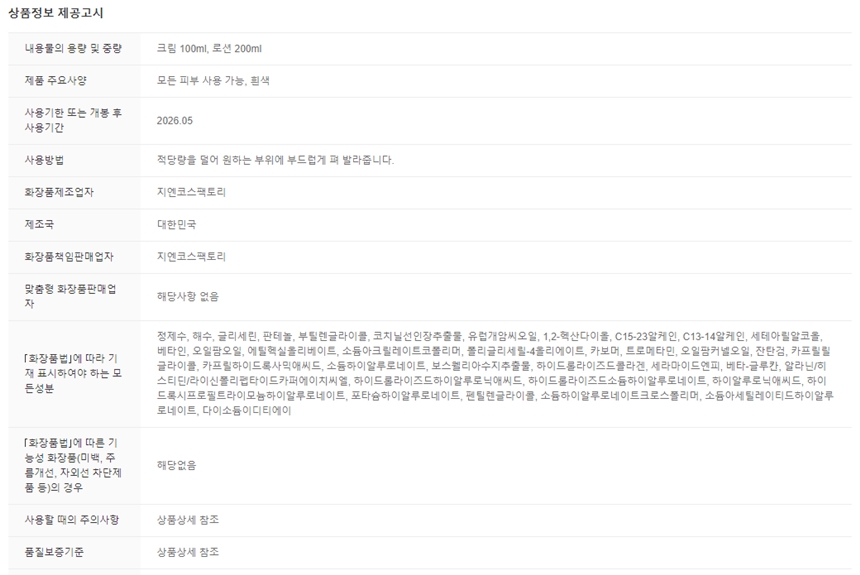 상품정보 제공고시
내용물의 용량 및 중량
크림 100ml, 로션 200ml
제품 주요사양
모든 피부 사용 가능, 흰색
사용기한 또는 개봉 후
사용기간
2026.05
사용방법
적당량을 덜어 원하는 부위에 부드럽게 펴 발라줍니다.
화장품제조업자
지엔코스팩토리
제조국
대한민국
화장품책임판매업자
지엔코스팩토리
맞춤형 화장품판매업
자
해당사항 없음
「화장품법」에 따라 기
재 표시하여야 하는 모
든성분
정제수, 해수, 글리세린, 판테놀, 부틸렌글라이콜, 코치닐선인장추출물, 유럽개암씨오일, 1,2-헥산다이올, C15-23알케인, C13-14알케인, 세테아릴알코올,
베타인, 오일팜오일, 에틸헥실올리베이트, 소듐아크릴레이트코폴리머, 폴리글리세릴-4올리에이트, 카보머, 트로메타민, 오일팜커넬오일, 잔탄검, 카프릴릴
글라이콜, 카프릴하이드록사믹애씨드, 소듐하이알루로네이트, 보스웰리아수지추출물, 하이드롤라이즈드콜라겐, 세라마이드엔피, 베타-글루칸, 알라닌/히
스티딘/라이신폴리펩타이드카퍼에이치씨엘, 하이드롤라이즈드하이알루로닉애씨드, 하이드롤라이즈드소듐하이알루로네이트, 하이알루로닉애씨드, 하이
드록시프로필트라이모늄하이알루로네이트, 포타슘하이알루로네이트, 펜틸렌글라이콜, 소듐하이알루로네이트크로스폴리머, 소듐아세틸레이티드하이알루
로네이트, 다이소듐이디티에이
「화장품법」에 따른 기
능성 화장품(미백, 주
름개선, 자외선 차단제
품 등)의 경우
해당없음
사용할 때의 주의사항
상품상세 참조
품질보증기준
상품상세 참조